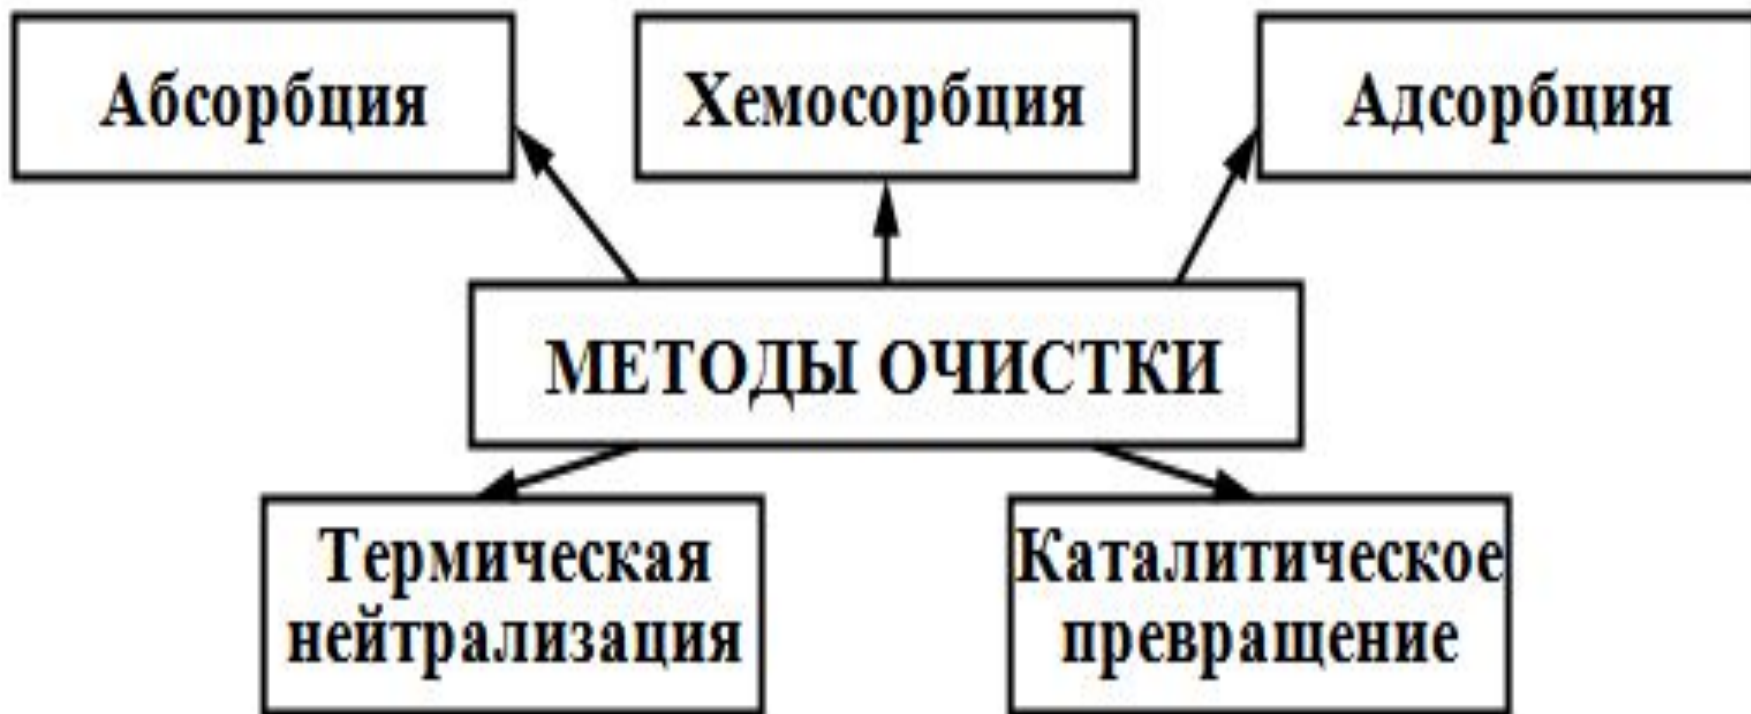 Абсорбция
Хемосорбция
Адсорбция
МЕТОДЫ ОЧИСТКИ
Термическая
нейтрализация
Каталитическое
превращение